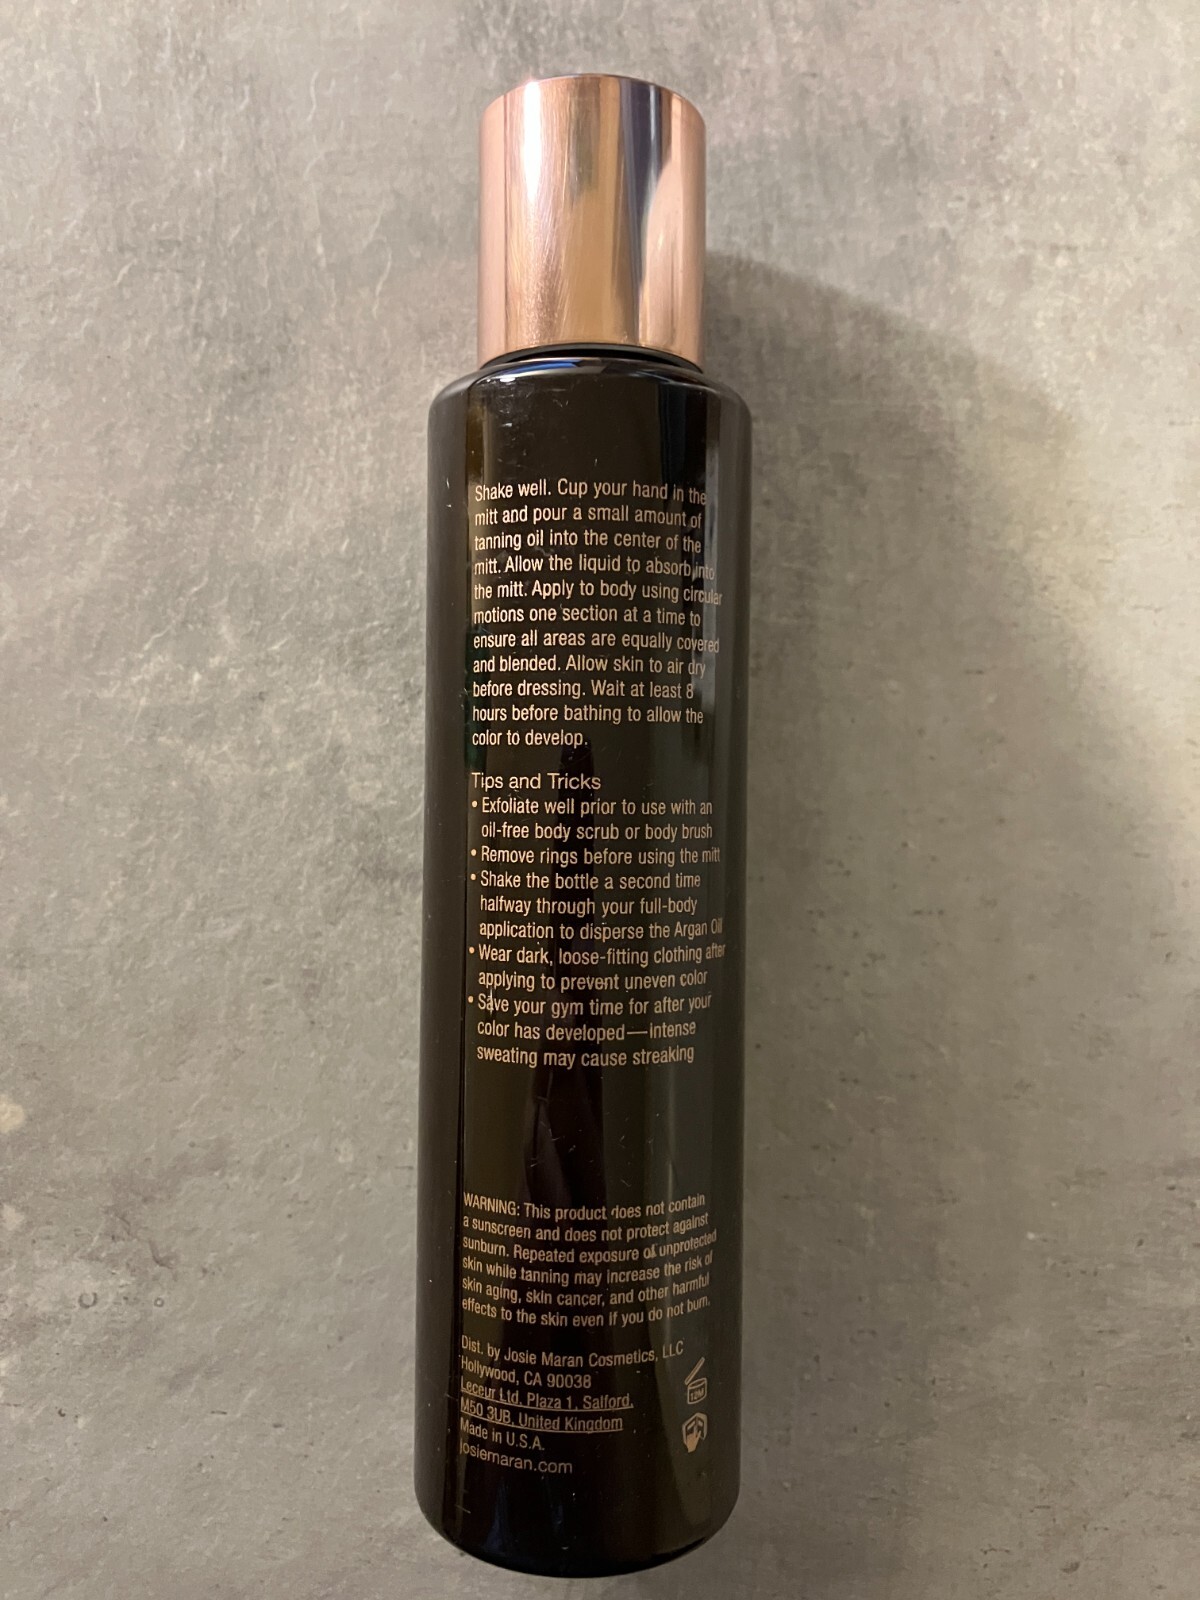 Shake well. Cup your hand in the
mitt and pour a small amount of
tanning oil into the center of the
mitt. Allow the liquid to absorb into
the mitt. Apply to body using circular
motions one section at a time to
ensure all areas are equally covered
and blended. Allow skin to air dry
before dressing. Wait at least 8
hours before bathing to allow the
color to develop.
Tips and Tricks
• Exfoliate well prior to use with an
oil-free body scrub or body brush
• Remove rings before using the mitt
• Shake the bottle a second time
halfway through your full-body
application to disperse the Argan Oil
• Wear dark, loose-fitting clothing after
applying to prevent uneven color
• Save your gym time for after your
color has developed—intense
sweating may cause streaking
WARNING: This product does not contain
a sunscreen and does not protect against
sunburn. Repeated exposure of unprotected
skin while tanning may increase the risk of
skin aging, skin cancer, and other harmful
effects to the skin even if you do not burn.
Dist. by Josie Maran Cosmetics, LLC
Hollywood, CA 90038
Leceur Ltd, Plaza 1, Salford,
M50 3UB, United Kingdom
Made in U.S.A.
josiemaran.com
12M